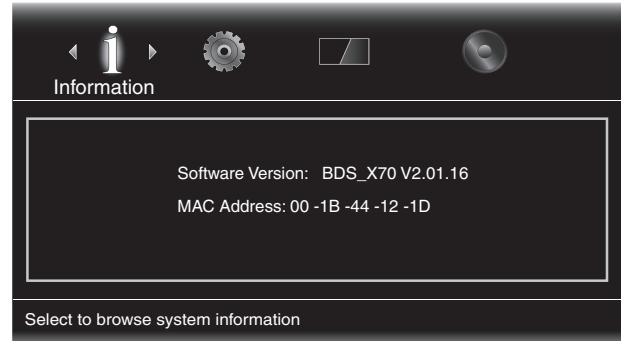 Information
Software Version: BDS_X70 V2.01.16
MAC Address: 00 -1B -44 -12 -1D
Select to browse system information